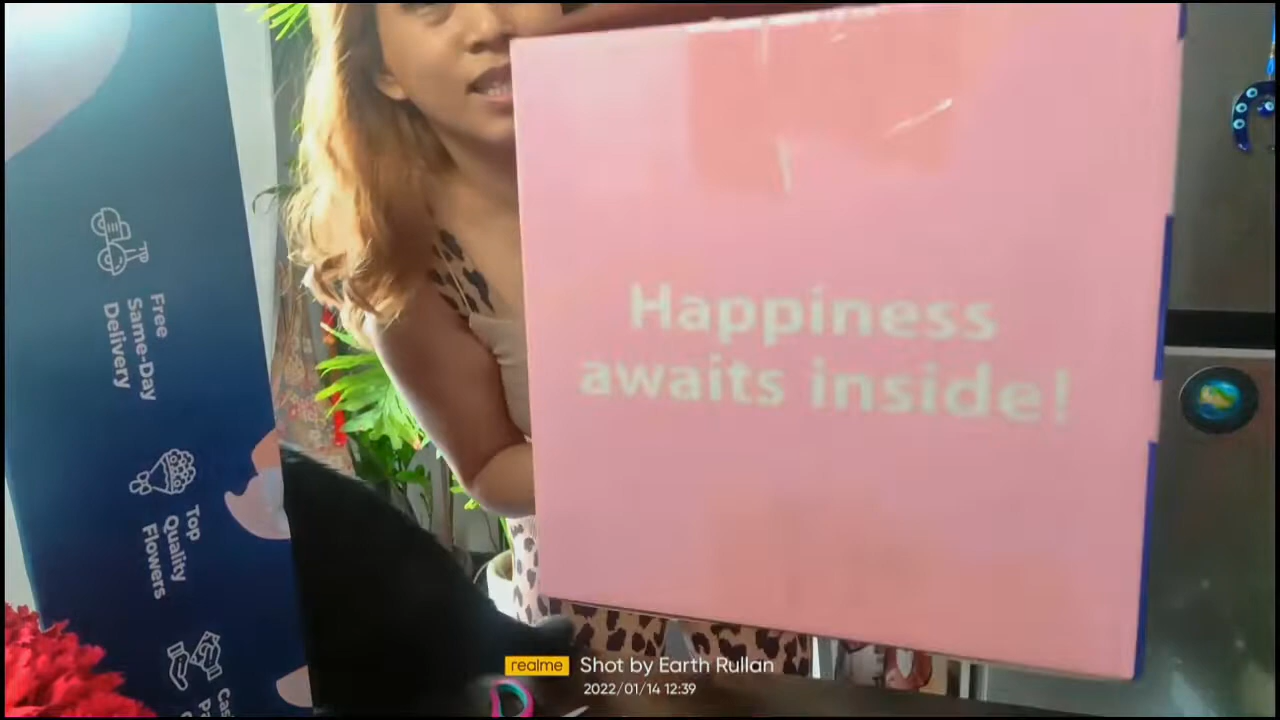 Free
Same-Day
Delivery
Top
Quality
Flowers
Happiness
awaits inside!
realme Shot by Earth Rullan
2022/01/14 12:39